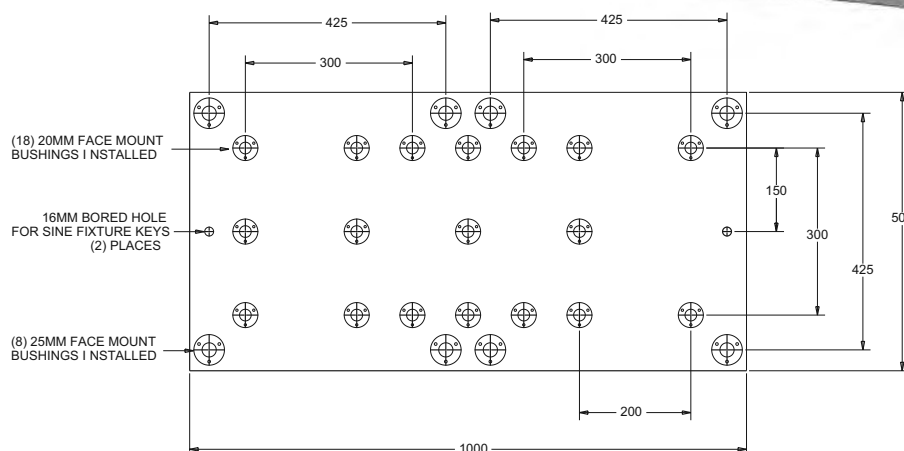 425
425
300
300
(18) 20MM FACE MOUNT
BUSHINGS I NSTALLED
150
16MM BORED HOLE
FOR SINE FIXTURE KEYS
(2) PLACES
300
50
425
(8) 25MM FACE MOUNT
BUSHINGS I NSTALLED
200
1000